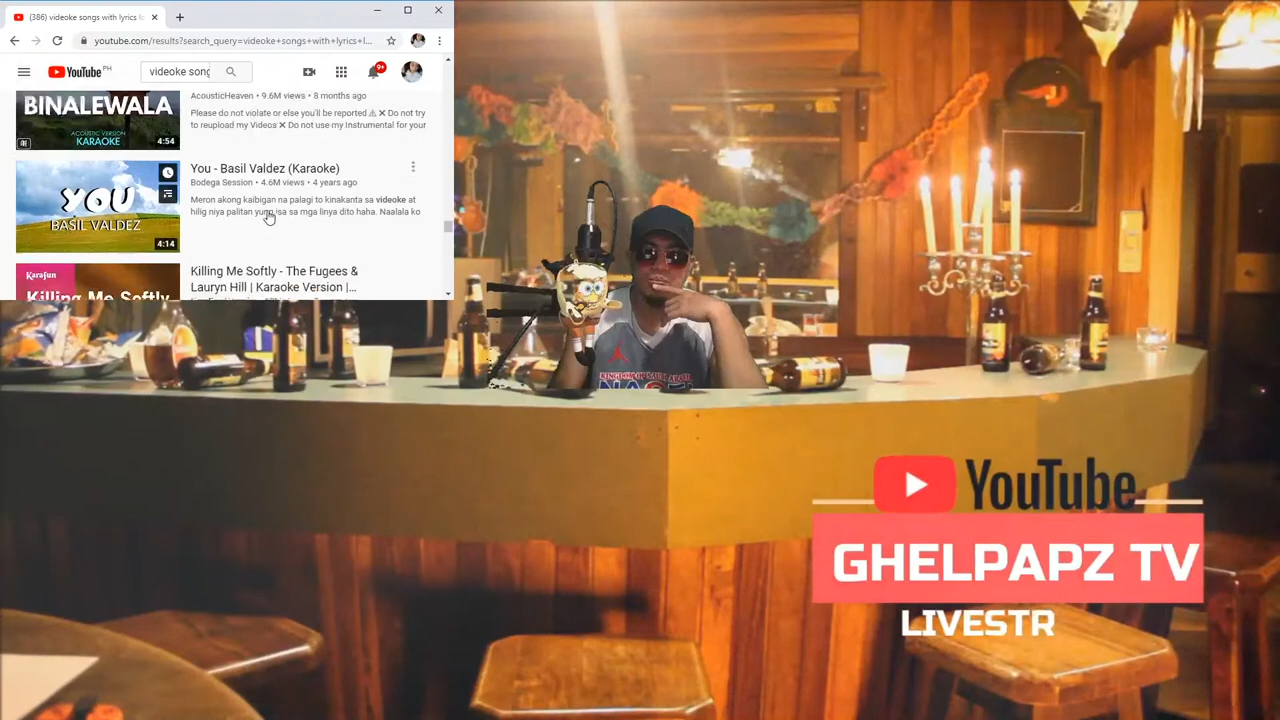 (386) videoke songs with lyrics l
youtube.com/results?search_query=videoke+songs+with+lyrics+l...
YouTube PH
videoke song
9+
BINALEWALA
ACOUSTIC VERSION
KARAOKE
4:54
AcousticHeaven • 9.6M views • 8 months ago
Please do not violate or else you'll be reported ⚠ ✕ Do not try
to reupload my Videos ✕ Do not use my Instrumental for your
YOU
BASIL VALDEZ
4:14
You - Basil Valdez (Karaoke)
Bodega Session • 4.6M views • 4 years ago
Meron akong kaibigan na palagi to kinakanta sa videoke at
hilig niya palitan yung isa sa mga linya dito haha. Naalala ko
Karafun
Killing Me Softly
Killing Me Softly - The Fugees &
Lauryn Hill | Karaoke Version |...
YouTube
GHELPAPZ TV
LIVESTR